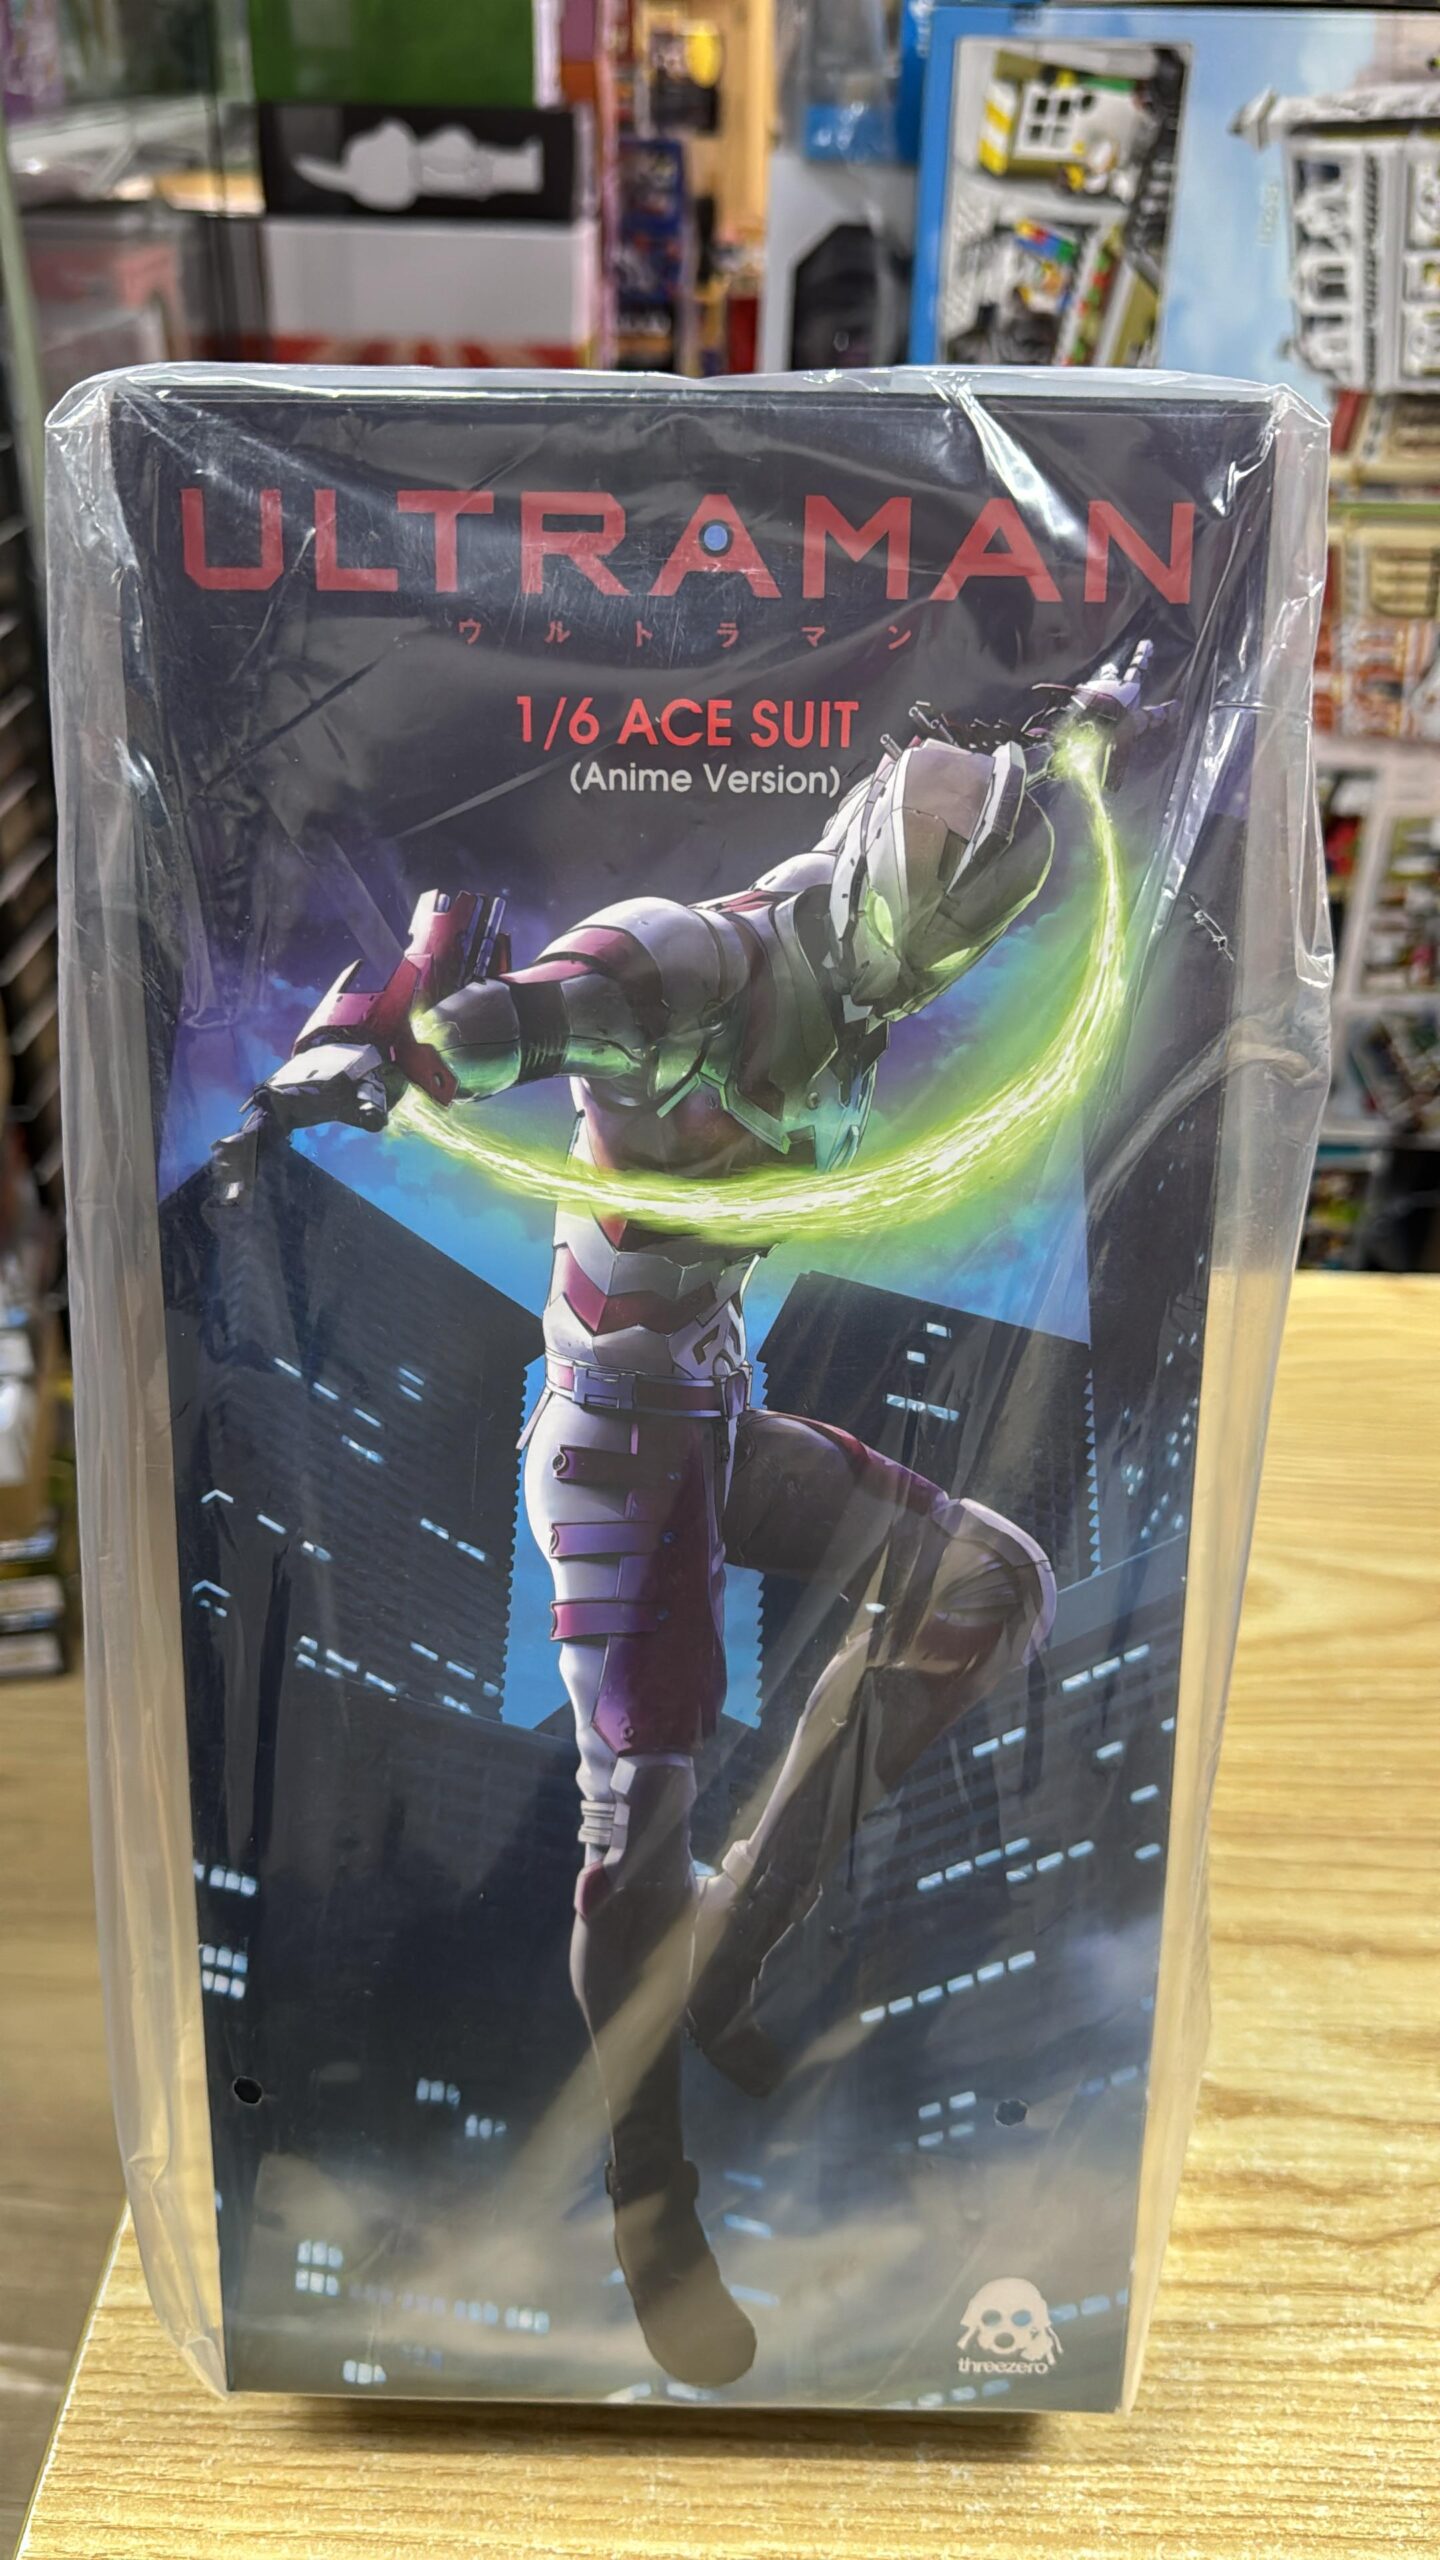 ULTRAMAN
ウルトラマン
1/6 ACE SUIT
(Anime Version)
threezero